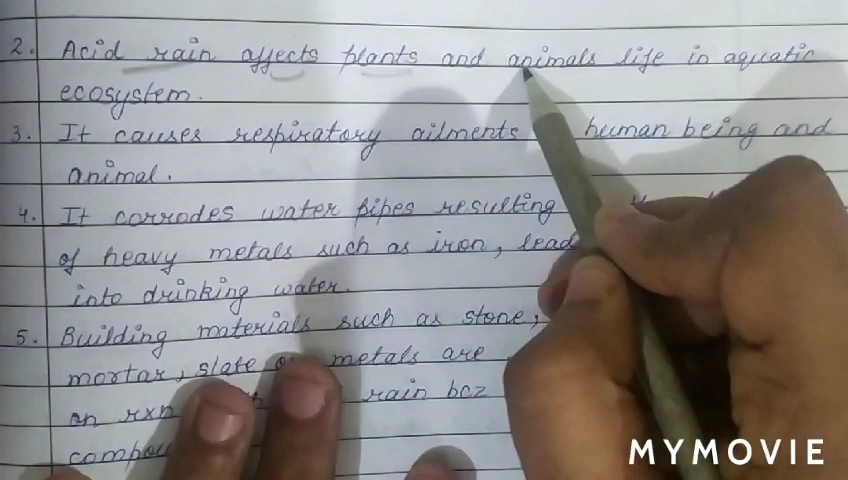 2. Acid rain affects plants and animals life in aquatic
ecosystem.
3. It causes respiratory ailments human being and
animal.
4. It corrodes water pipes resulting
of heavy metals such as iron, lead
into drinking water.
5. Building materials such as stone,
mortar, slate metals are
on rxn rain bcz
MYMOVIE